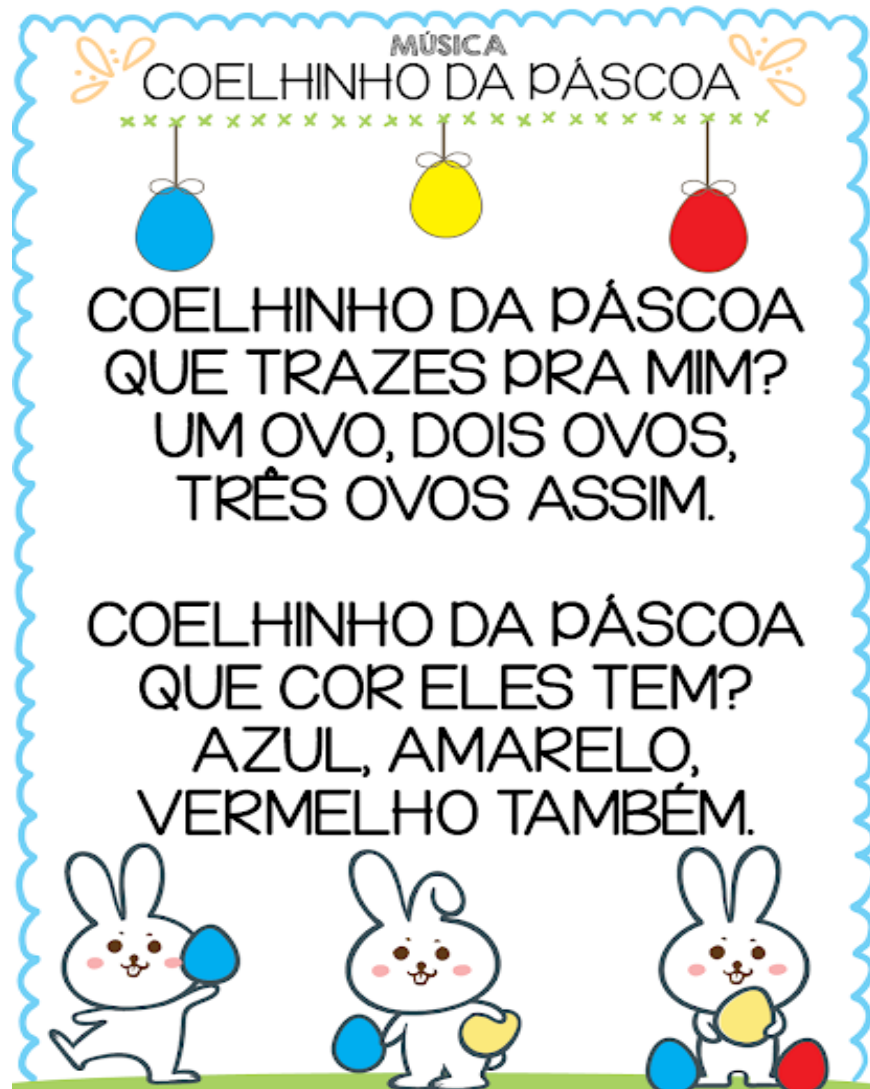 MÚSICA
COELHINHO DA PÁSCOA
COELHINHO DA PÁSCOA
QUE TRAZES PRA MIM?
UM OVO, DOIS OVOS,
TRÊS OVOS ASSIM.
COELHINHO DA PÁSCOA
QUE COR ELES TEM?
AZUL, AMARELO,
VERMELHO TAMBÉM.